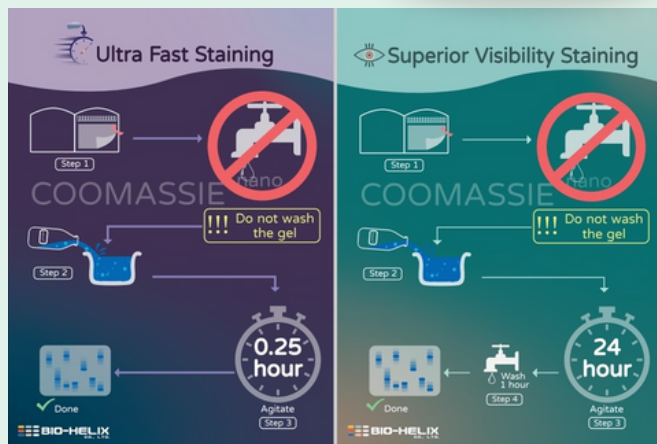 Ultra Fast Staining
Step 1
COOMASSIE nano
!!! Do not wash
the gel
Step 2
0.25
hour
Agitate
Step 3
Done
BIO-HELIX
CO., LTD.
Superior Visibility Staining
Step 1
COOMASSIE nano
!!! Do not wash
the gel
Step 2
24
hour
Agitate
Step 3
Wash
1 hour
Step 4
Done
BIO-HELIX
CO., LTD.